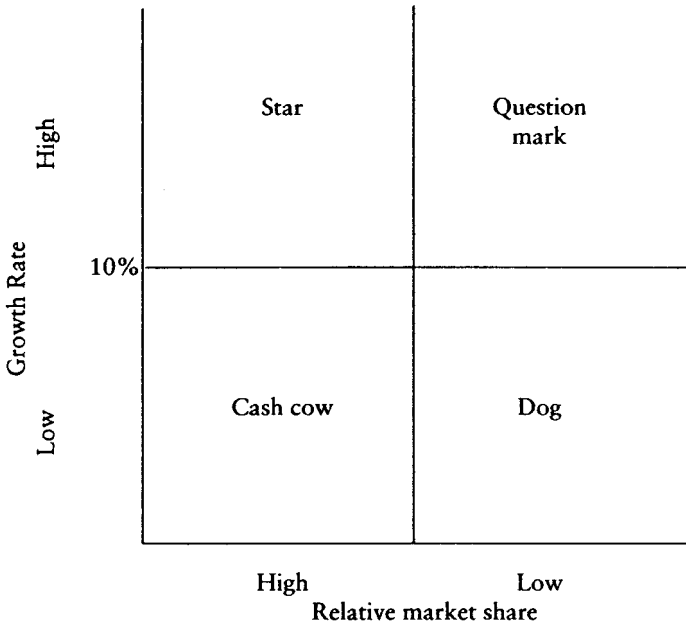 High
Growth Rate
Low
10%
Star
Question
mark
Cash cow
Dog
High
Low
Relative market share